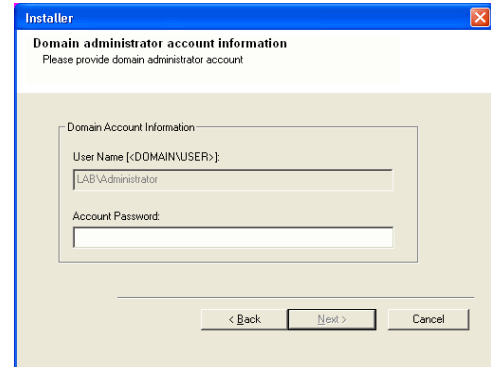 Installer
Domain administrator account information
Please provide domain administrator account
Domain Account Information
User Name [<DOMAIN\USER>]:
LAB\Administrator
Account Password:
< Back
Next >
Cancel